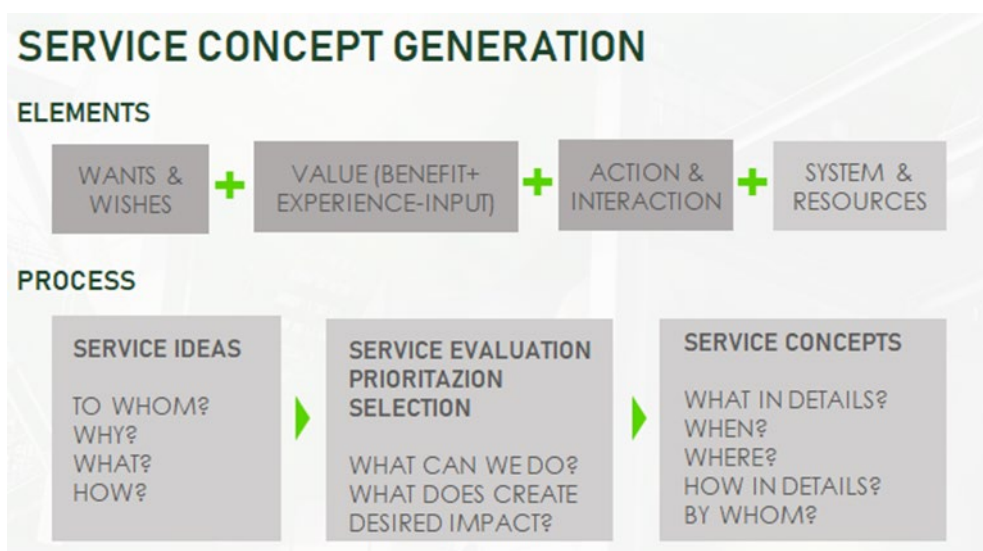 SERVICE CONCEPT GENERATION
ELEMENTS
WANTS &
WISHES
+
VALUE (BENEFIT+
EXPERIENCE-INPUT)
+
ACTION &
INTERACTION
+
SYSTEM &
RESOURCES
PROCESS
SERVICE IDEAS
TO WHOM?
WHY?
WHAT?
HOW?
SERVICE EVALUATION
PRIORITAZION
SELECTION
WHAT CAN WE DO?
WHAT DOES CREATE
DESIRED IMPACT?
SERVICE CONCEPTS
WHAT IN DETAILS?
WHEN?
WHERE?
HOW IN DETAILS?
BY WHOM?